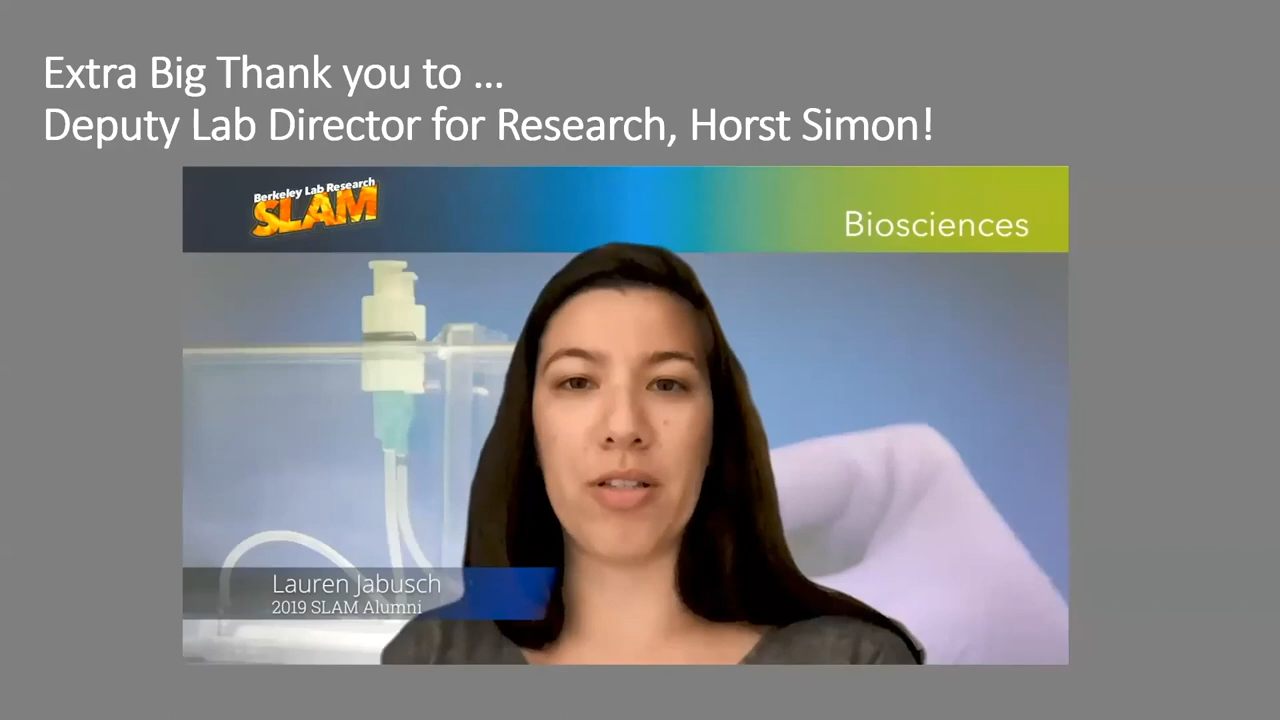 Extra Big Thank you to ...
Deputy Lab Director for Research, Horst Simon!
Berkeley Lab Research
SLAM
Biosciences
Lauren Jabusch
2019 SLAM Alumni